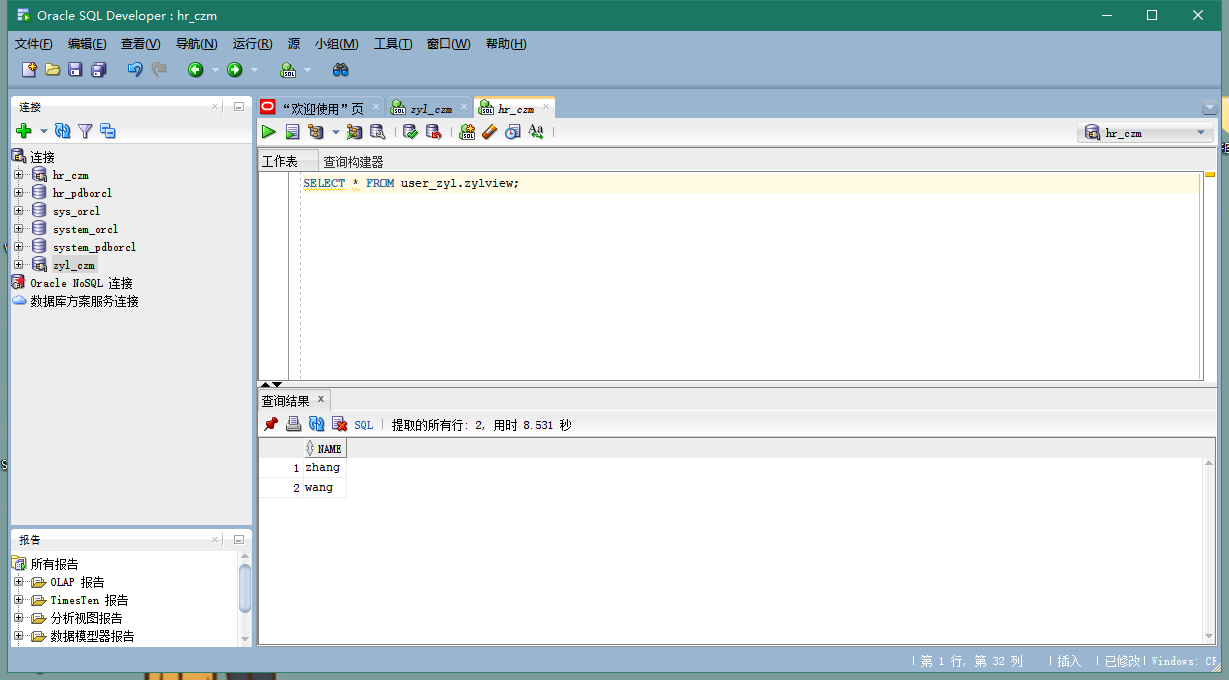 Oracle SQL Developer : hr_czm
文件(F) 编辑(E) 查看(V) 导航(N) 运行(R) 源 小组(M) 工具(T) 窗口(W) 帮助(H)
连接
连接
hr_czm
hr_pdborcl
sys_orcl
system_orcl
system_pdborcl
zyl_czm
Oracle NoSQL 连接
数据库方案服务连接
报告
所有报告
OLAP 报告
TimesTen 报告
分析视图报告
数据模型器报告
“欢迎使用”页 zyl_czm hr_czm
hr_czm
工作表 查询构建器
SELECT * FROM user_zyl.zylview;
查询结果
SQL 提取的所有行: 2, 用时 8.531 秒
NAME
1 zhang
2 wang
第 1 行, 第 32 列 插入 已修改 Windows: CR